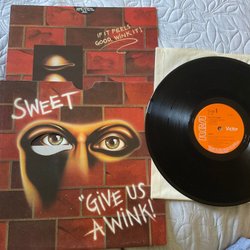 IF IT FEELS
GOOD WINK IT!
SWEET
"GIVE US
A WINK!
RCA
Victor